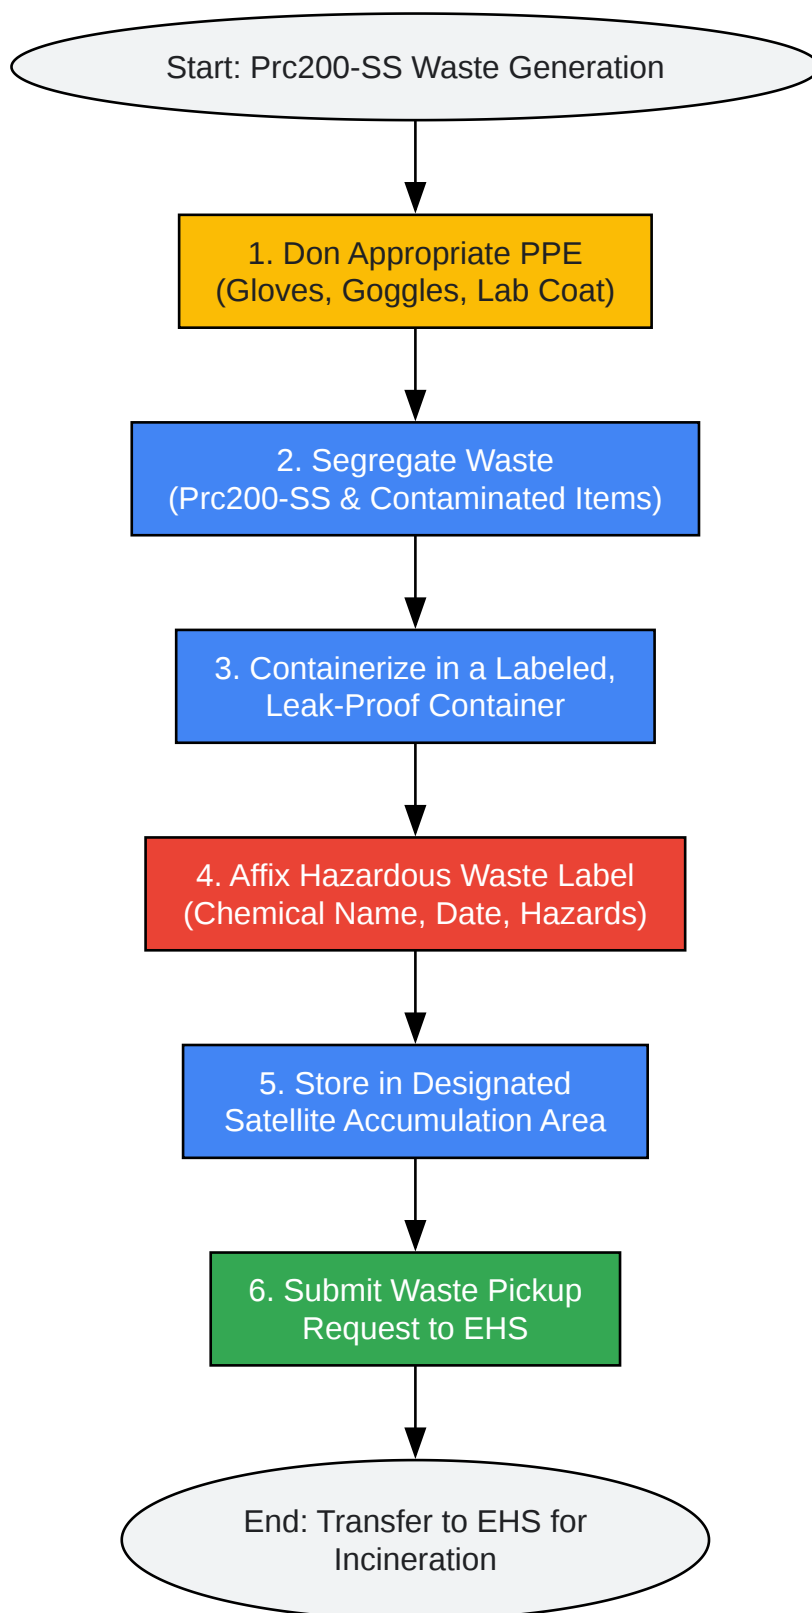 Start: Prc200-SS Waste Generation
1. Don Appropriate PPE
(Gloves, Goggles, Lab Coat)
2. Segregate Waste
(Prc200-SS & Contaminated Items)
3. Containerize in a Labeled,
Leak-Proof Container
4. Affix Hazardous Waste Label
(Chemical Name, Date, Hazards)
5. Store in Designated
Satellite Accumulation Area
6. Submit Waste Pickup
Request to EHS
End: Transfer to EHS for
Incineration